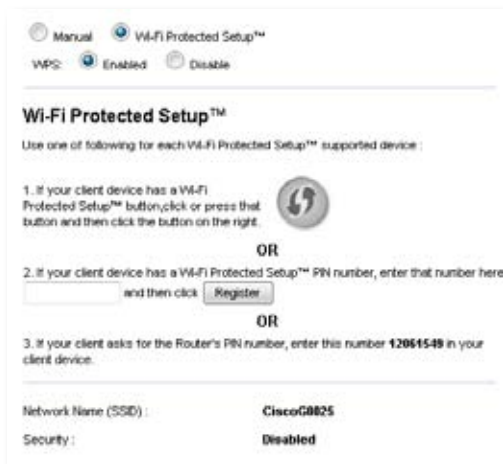 Manual Wi-Fi Protected Setup™
WPS: Enabled Disable
Wi-Fi Protected Setup™
Use one of following for each Wi-Fi Protected Setup™ supported device :
1. If your client device has a Wi-Fi
Protected Setup™ button,click or press that
button and then click the button on the right.
OR
2. If your client device has a Wi-Fi Protected Setup™ PIN number, enter that number here
and then click Register
OR
3. If your client asks for the Router's PIN number, enter this number 12061549 in your
client device.
Network Name (SSID) : CiscoG0025
Security : Disabled